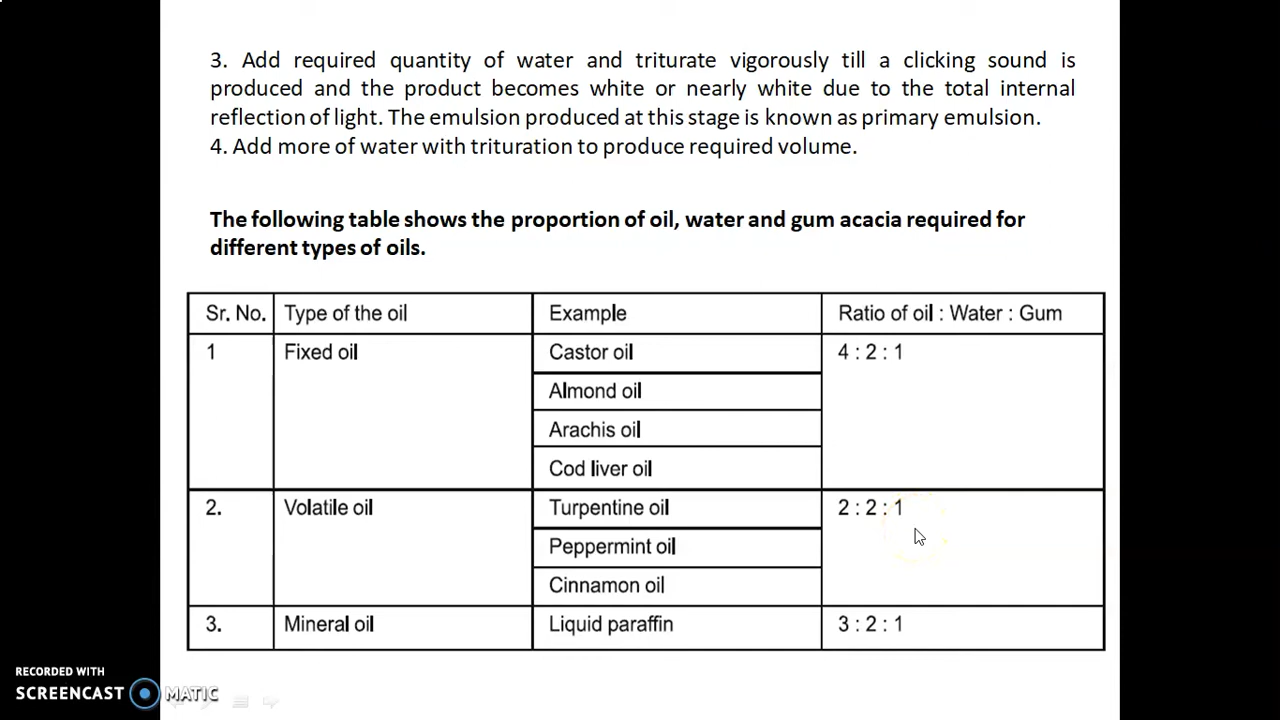 3. Add required quantity of water and triturate vigorously till a clicking sound is
produced and the product becomes white or nearly white due to the total internal
reflection of light. The emulsion produced at this stage is known as primary emulsion.
4. Add more of water with trituration to produce required volume.
The following table shows the proportion of oil, water and gum acacia required for
different types of oils.
Sr. No. Type of the oil Example Ratio of oil : Water : Gum
1 Fixed oil Castor oil 4 : 2 : 1
Almond oil
Arachis oil
Cod liver oil
2. Volatile oil Turpentine oil 2 : 2 : 1
Peppermint oil
Cinnamon oil
3. Mineral oil Liquid paraffin 3 : 2 : 1
RECORDED WITH
SCREENCAST MATIC